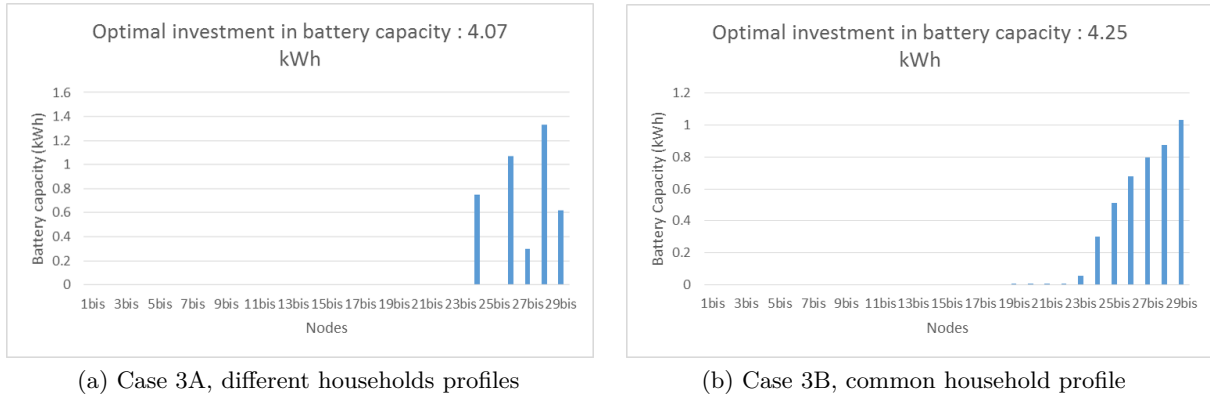 Optimal investment in battery capacity : 4.07
kWh
Battery capacity (kWh)
1.6
1.4
1.2
1
0.8
0.6
0.4
0.2
0
1bis 3bis 5bis 7bis 9bis 11bis 13bis 15bis 17bis 19bis 21bis 23bis 25bis 27bis 29bis
Nodes
(a) Case 3A, different households profiles
Optimal investment in battery capacity : 4.25
kWh
Battery Capacity (kWh)
1.2
1
0.8
0.6
0.4
0.2
0
1bis 3bis 5bis 7bis 9bis 11bis 13bis 15bis 17bis 19bis 21bis 23bis 25bis 27bis 29bis
Nodes
(b) Case 3B, common household profile